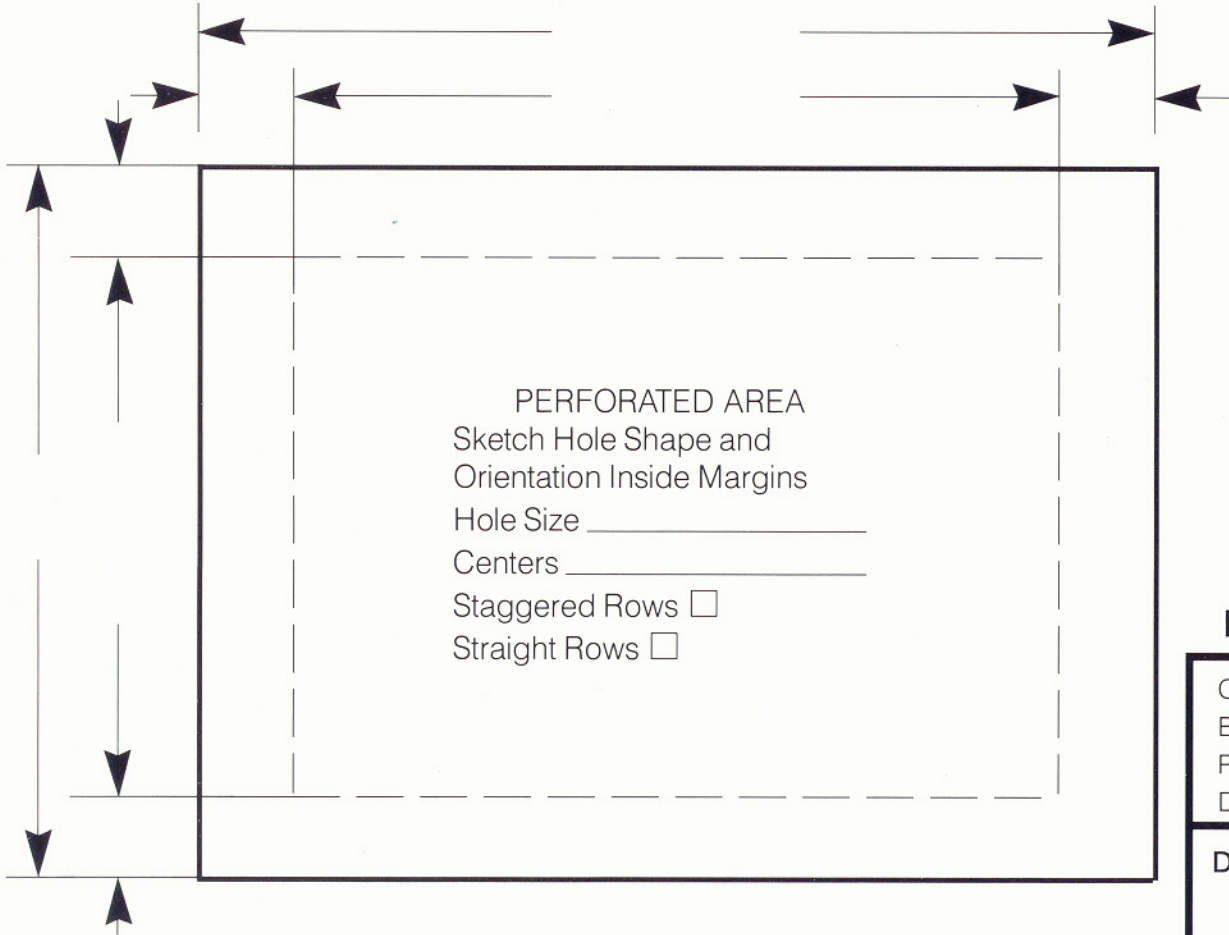 PERFORATED AREA
Sketch Hole Shape and
Orientation Inside Margins
Hole Size
Centers
Staggered Rows
Straight Rows